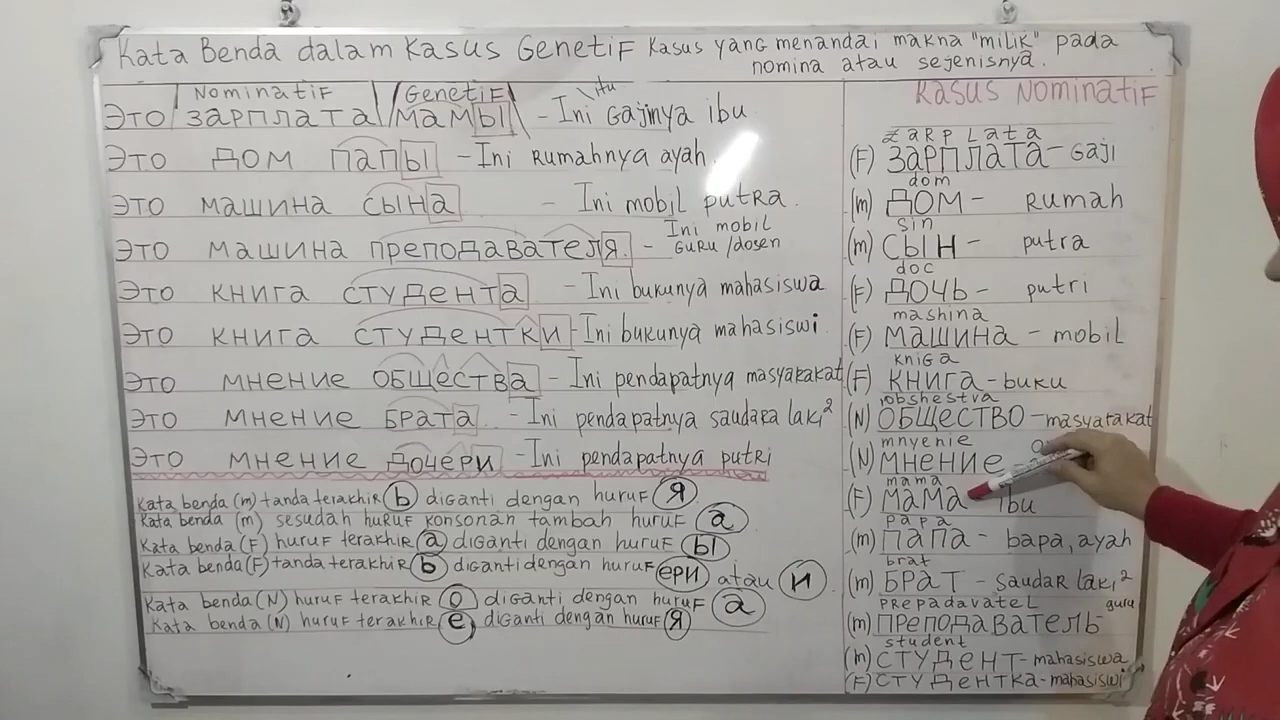 Kata Benda dalam Kasus Genetif Kasus yang menandai makna "milik" pada
nomina atau sejenisnya.
Nominatif Genetif itu
Это зарплата мамы - Ini Gajinya ibu
Это дом папы - Ini Rumahnya ayah.
Это машина сына - Ini mobil putra.
Это машина преподавателя. - Ini mobil
Guru/dosen
Это книга студента - Ini bukunya mahasiswa
Это книга студентки - Ini bukunya mahasiswi.
Это мнение общества - Ini pendapatnya masyakakat
Это мнение брата - Ini pendapatnya saudara laki²
Это мнение дочери - Ini pendapatnya putri
Kata benda (m) tanda terakhir ь diganti dengan huruf я
Kata benda (m) sesudah huruf konsonan tambah huruf а
Kata benda (F) huruf terakhir а diganti dengan huruf ы
Kata benda (F) tanda terakhir ь diganti dengan huruf ери atau и
Kata benda (N) huruf terakhir о diganti dengan huruf а
Kata benda (N) huruf terakhir е diganti dengan huruf я
Kasus Nominatif
zarplata
(F) зарплата - Gaji
dom
(m) дом - Rumah
sin
(m) сын - putra
doc
(F) дочь - putri
mashina
(F) машина - mobil
kniga
(F) книга - buku
obshestva
(N) общество - masyarakat
mnyenie
(N) мнение
mama
(F) мама ibu
papa
(m) папа - bapa, ayah
brat
(m) брат - saudar laki²
prepadavatel guru
(m) преподаватель
student
(m) студент - mahasiswa
(F) студентка - mahasiswi